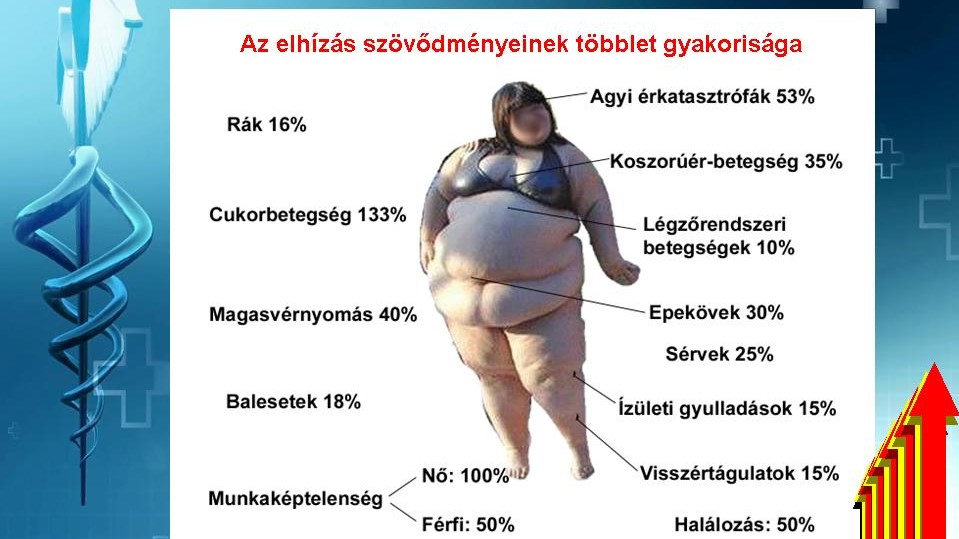 Az elhízás szövődményeinek többlet gyakorisága
Agyi érkatasztrófák 53%
Rák 16%
Koszorúér-betegség 35%
Cukorbetegség 133%
Légzőrendszeri
betegségek 10%
Magasvérnyomás 40%
Epekövek 30%
Sérvek 25%
Balesetek 18%
Ízületi gyulladások 15%
Visszértágulatok 15%
Munkaképtelenség
Nő: 100%
Férfi: 50%
Halálozás: 50%